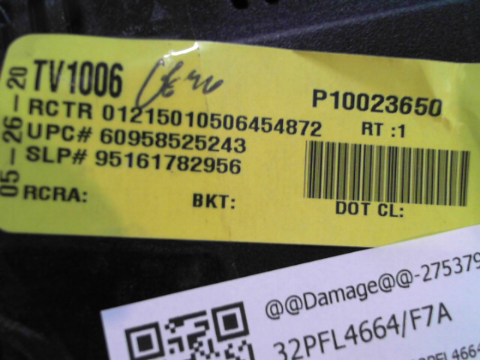 05-26-20
TV1006
P10023650
RCTR 01215010506454872 RT :1
UPC# 60958525243
SLP# 95161782956
RCRA: BKT: DOT CL:
@@Damage@@-275379
32PFL4664/F7A